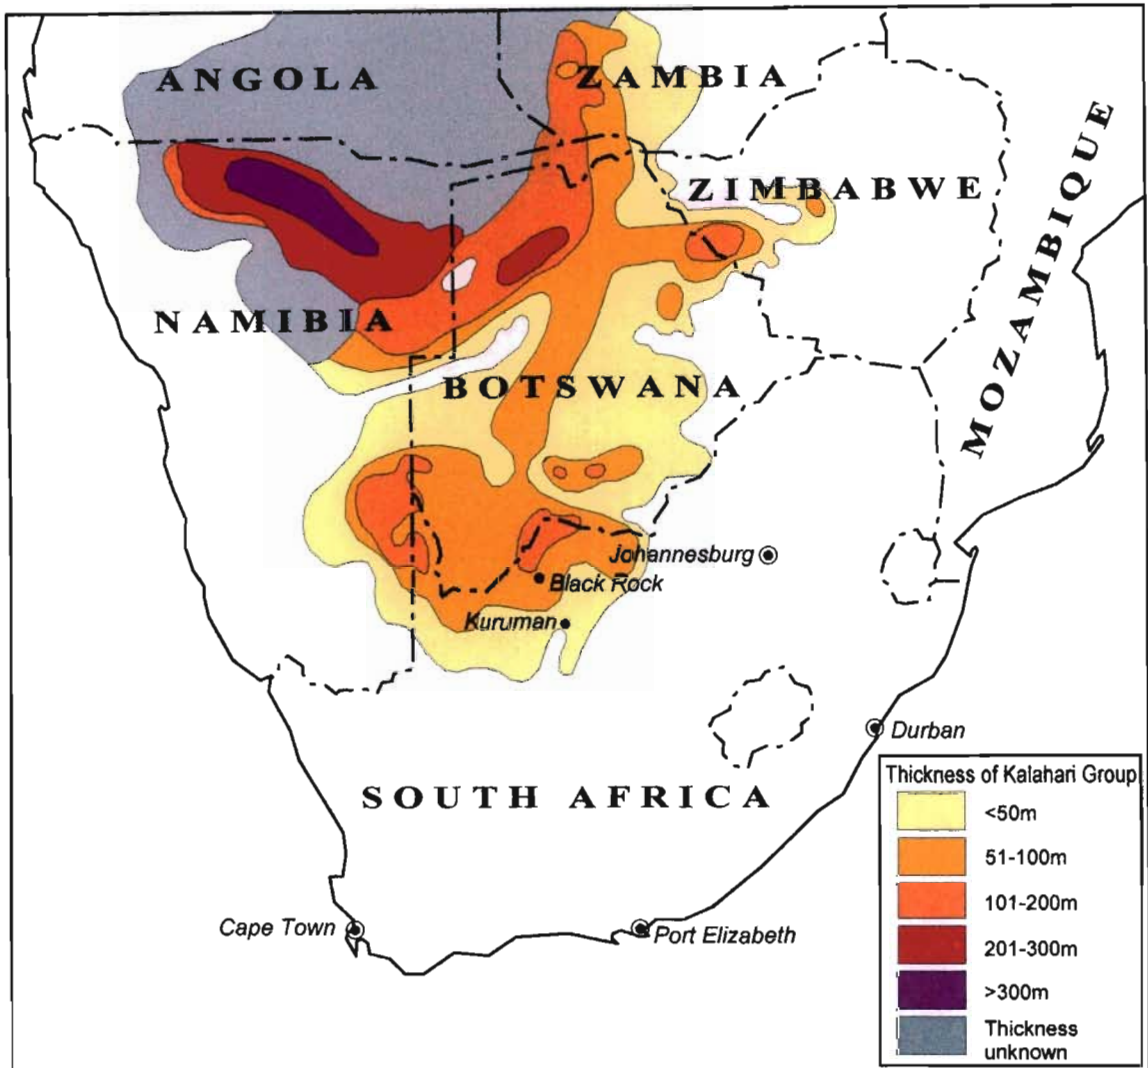 ANGOLA
ZAMBIA
ZIMBABWE
MOZAMBIQUE
NAMIBIA
BOTSWANA
Johannesburg
Black Rock
Kuruman
Durban
SOUTH AFRICA
Cape Town
Port Elizabeth
Thickness of Kalahari Group
<50m
51-100m
101-200m
201-300m
>300m
Thickness
unknown